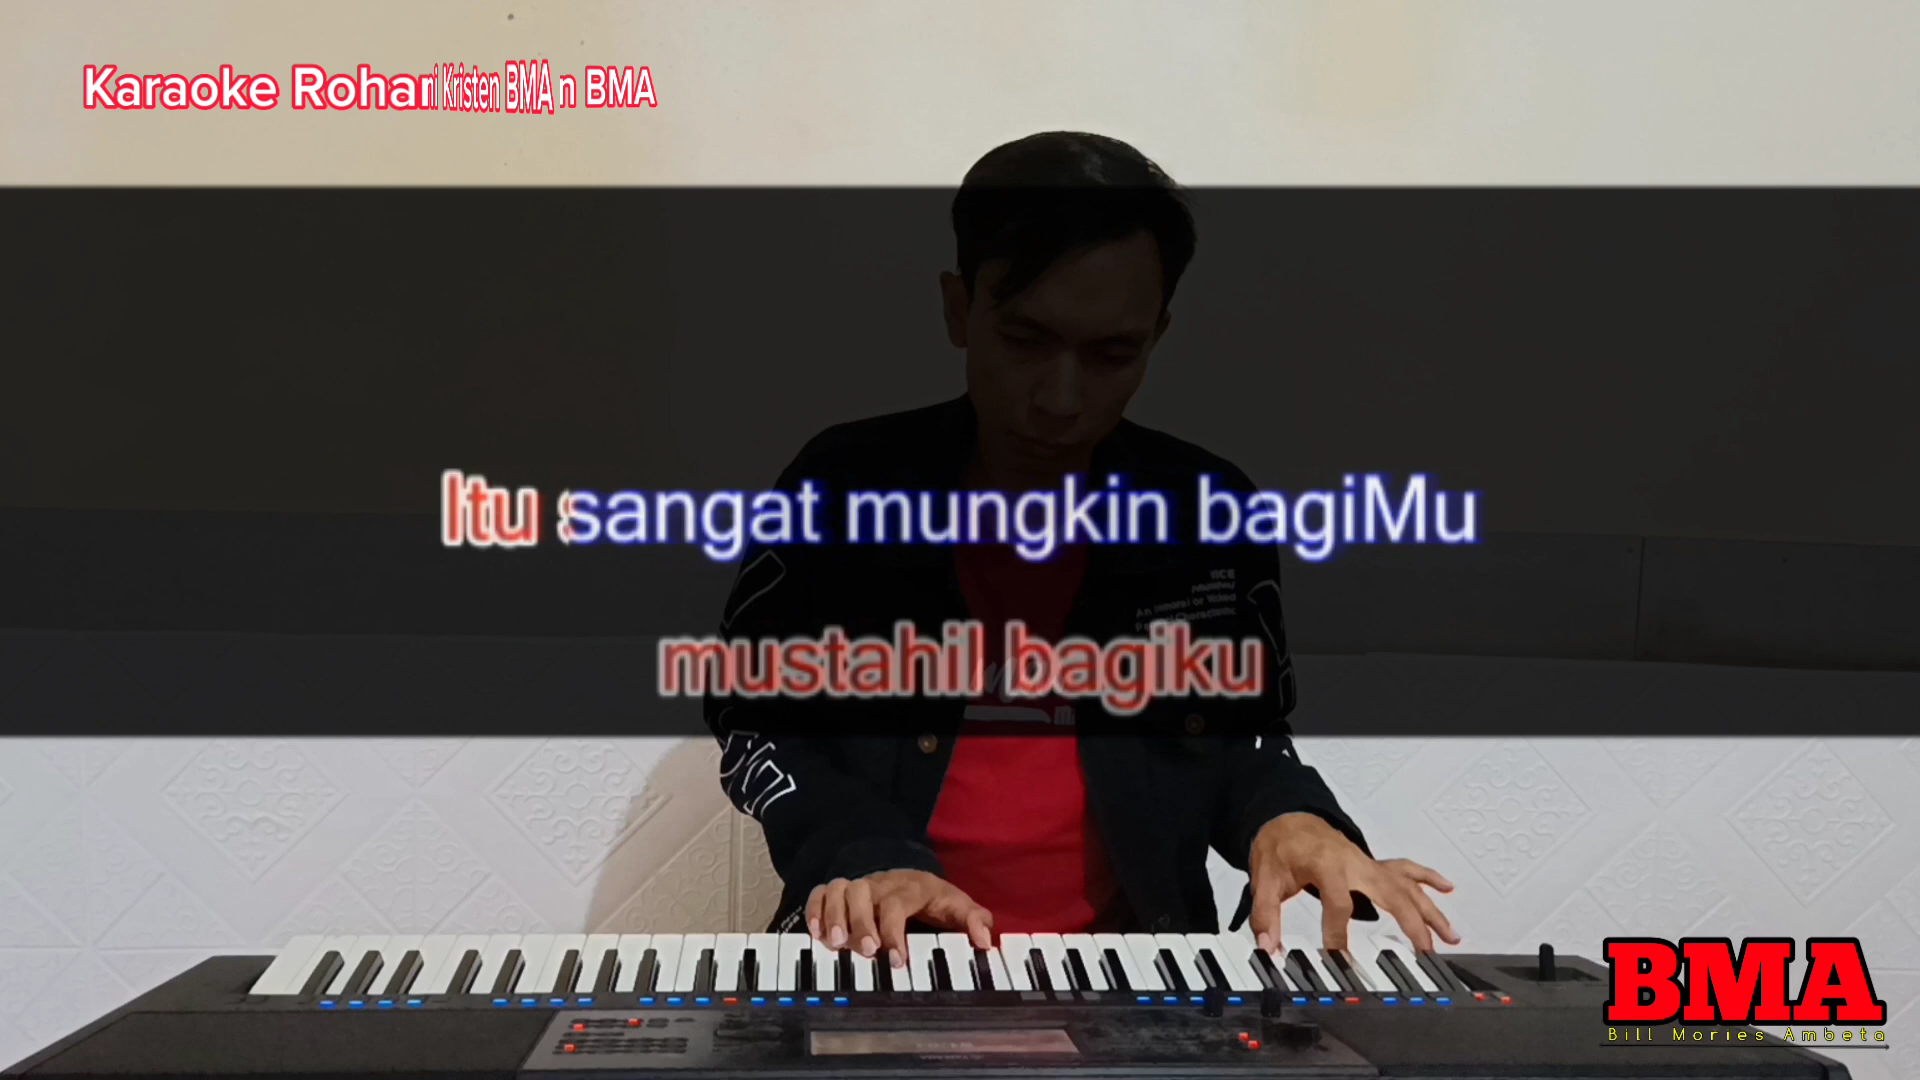 Karaoke Rohani Kristen BMA n BMA
Itu sangat mungkin bagiMu
mustahil bagiku
BMA
Bill Mories Ambeta